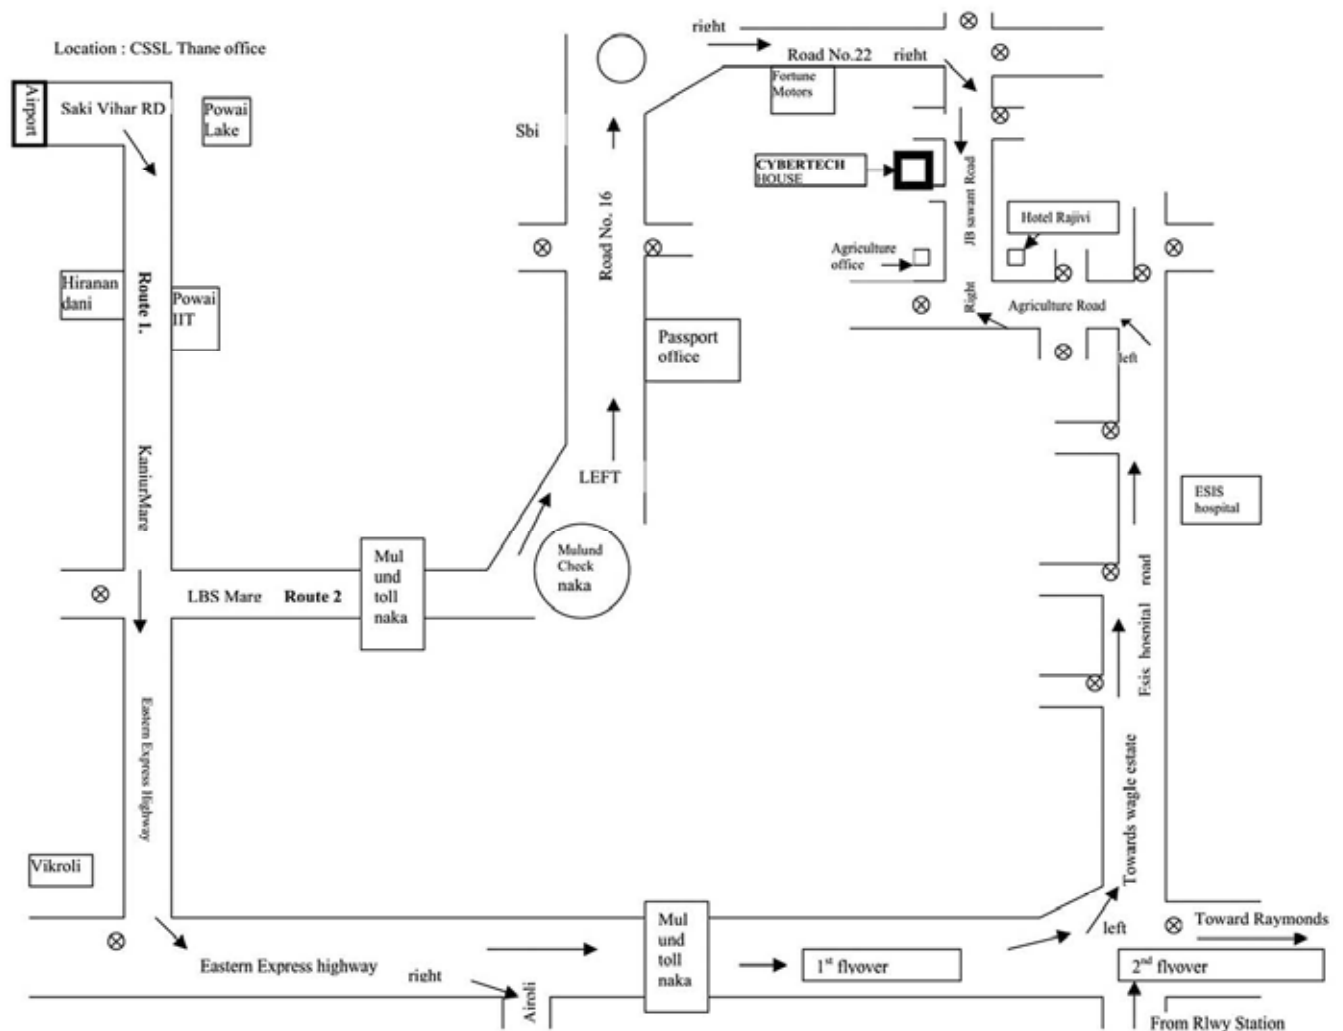 right
Location : CSSL Thane office
Road No.22
right
Airport
Saki Vihar RD
Powai
Lake
Fortune
Motors
Sbi
CYBERTECH
HOUSE
JB sawant Road
Road No. 16
Hotel Rajivi
Agriculture
office
Hiranan
dani
Route 1.
Powai
IIT
Right
Agriculture Road
Passport
office
left
KaniurMarg
LEFT
ESIS
hospital
Mul
und
toll
naka
Mulund
Check
naka
LBS Marg
Route 2
Esis hospital road
Eastern Express Highway
Towards wagle estate
Vikroli
Mul
und
toll
naka
left
Toward Raymonds
Eastern Express highway
right
1st flyover
2nd flyover
Airoli
From Rlwy Station